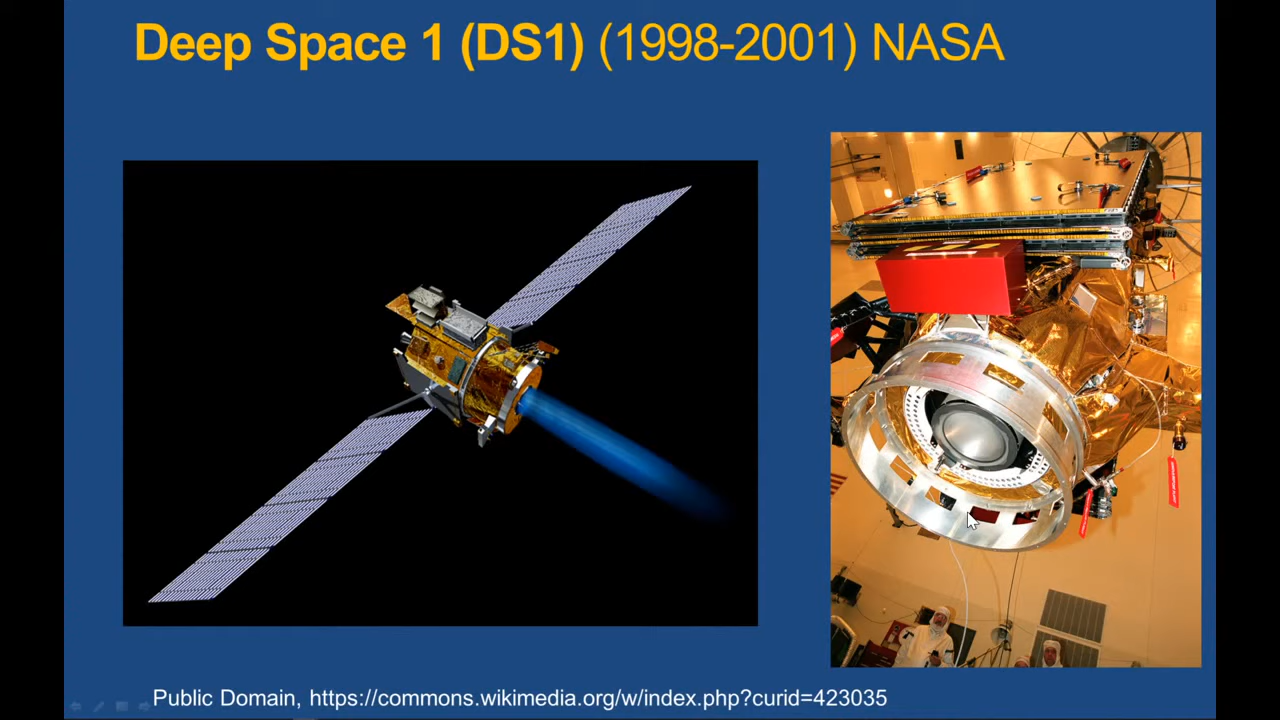 Deep Space 1 (DS1) (1998-2001) NASA
Public Domain, https://commons.wikimedia.org/w/index.php?curid=423035